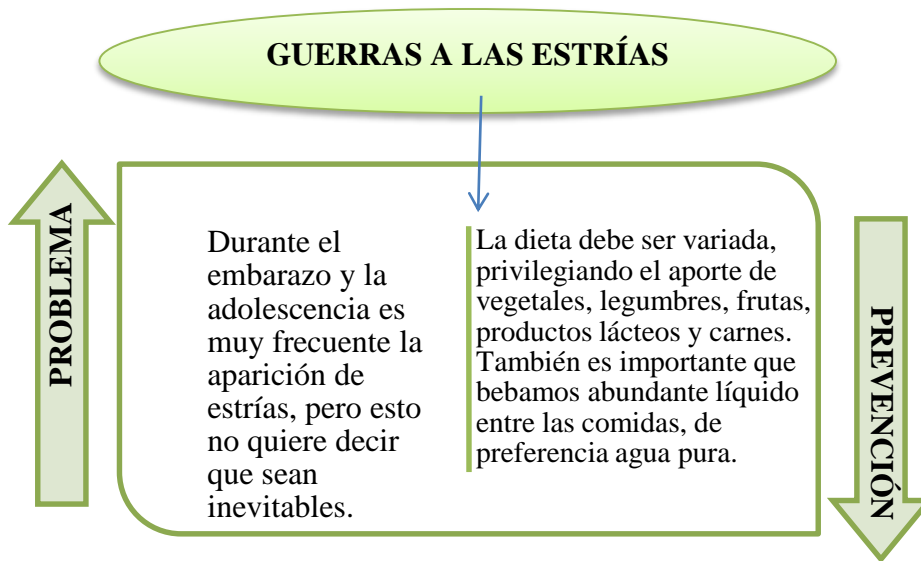 GUERRAS A LAS ESTRÍAS
PROBLEMA
Durante el
embarazo y la
adolescencia es
muy frecuente la
aparición de
estrías, pero esto
no quiere decir
que sean
inevitables.
La dieta debe ser variada,
privilegiando el aporte de
vegetales, legumbres, frutas,
productos lácteos y carnes.
También es importante que
bebamos abundante líquido
entre las comidas, de
preferencia agua pura.
PREVENCIÓN